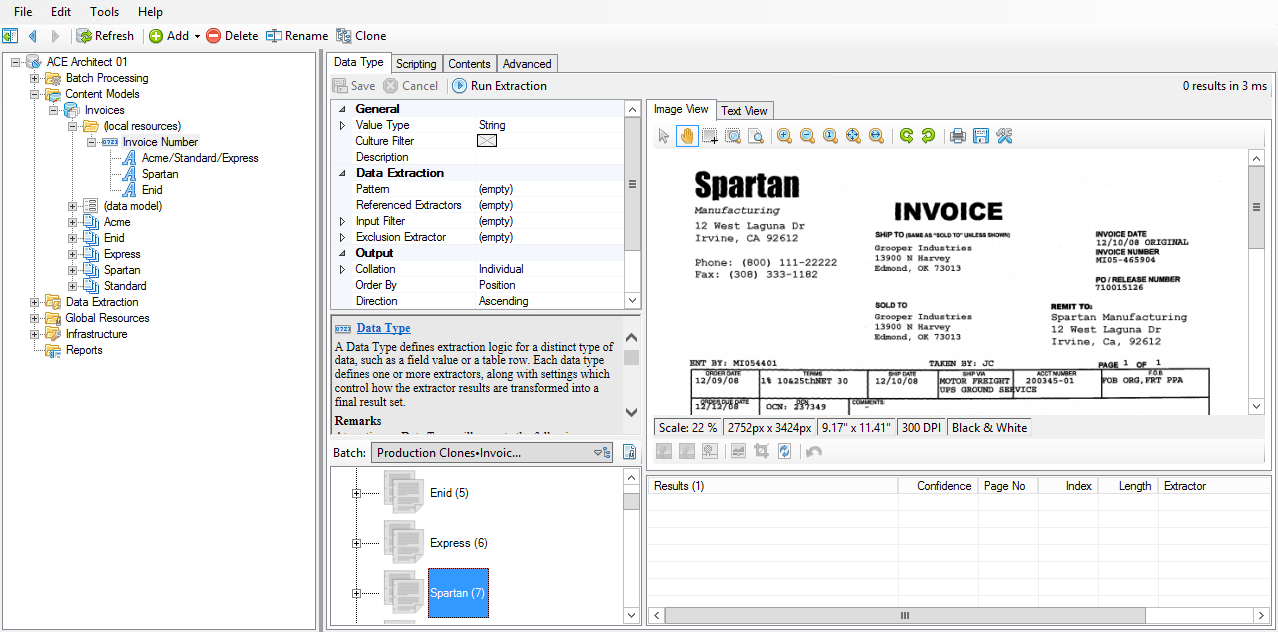 File Edit Tools Help
Refresh Add Delete Rename Clone
ACE Architect 01
Batch Processing
Content Models
Invoices
(local resources)
Invoice Number
Acme/Standard/Express
Spartan
Enid
(data model)
Acme
Enid
Express
Spartan
Standard
Data Extraction
Global Resources
Infrastructure
Reports
Data Type Scripting Contents Advanced
Save Cancel Run Extraction
0 results in 3 ms
General
Value Type String
Culture Filter
Description
Data Extraction
Pattern (empty)
Referenced Extractors (empty)
Input Filter (empty)
Exclusion Extractor (empty)
Output
Collation Individual
Order By Position
Direction Ascending
Data Type
A Data Type defines extraction logic for a distinct type of
data, such as a field value or a table row. Each data type
defines one or more extractors, along with settings which
control how the extractor results are transformed into a
final result set.
Remarks
Batch: Production Clones•Invoic...
Enid (5)
Express (6)
Spartan (7)
Image View Text View
Spartan
Manufacturing
12 West Laguna Dr
Irvine, CA 92612
Phone: (800) 111-22222
Fax: (308) 333-1182
INVOICE
SHIP TO (SAME AS "SOLD TO" UNLESS SHOWN)
Grooper Industries
13900 N Harvey
Edmond, OK 73013
INVOICE DATE
12/10/08 ORIGINAL
INVOICE NUMBER
MI05-465904
PO / RELEASE NUMBER
710015126
SOLD TO
Grooper Industries
13900 N Harvey
Edmond, OK 73013
REMIT TO:
Spartan Manufacturing
12 West Laguna Dr
Irvine, Ca, 92612
ENT BY: MI054401 TAKEN BY: JC PAGE 1 OF 1
ORDER DATE TERMS SHIP DATE SHIP VIA ACCT NUMBER F.O.B.
12/09/08 1% 10&25thNET 30 12/10/08 MOTOR FREIGHT 200345-01 FOB ORG,FRT PPA
UPS GROUND SERVICE
ORDER DUE DATE OCN: COMMENTS:
12/12/08 OCN: 237349 -
Scale: 22 % 2752px x 3424px 9.17" x 11.41" 300 DPI Black & White
Results (1) Confidence Page No Index Length Extractor